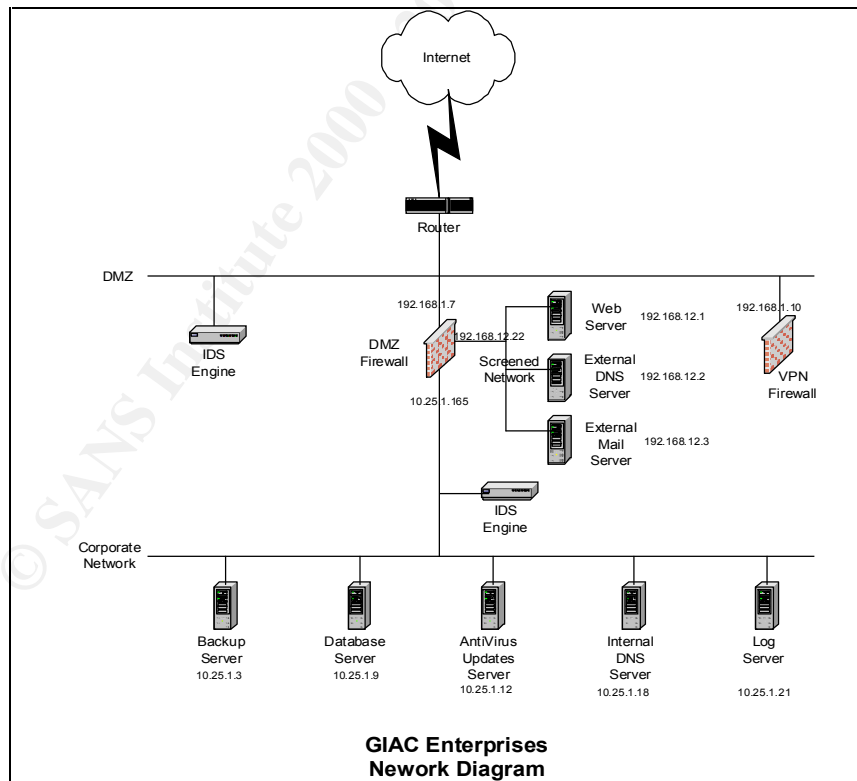 Internet
Router
DMZ
192.168.1.7
192.168.1.10
IDS
Engine
DMZ
Firewall
192.168.12.22
Screened
Network
Web
Server
192.168.12.1
External
DNS
Server
192.168.12.2
External
Mail
Server
192.168.12.3
VPN
Firewall
10.25.1.165
IDS
Engine
Corporate
Network
Backup
Server
10.25.1.3
Database
Server
10.25.1.9
AntiVirus
Updates
Server
10.25.1.12
Internal
DNS
Server
10.25.1.18
Log
Server
10.25.1.21
GIAC Enterprises
Nework Diagram
© SANS Institute 2000